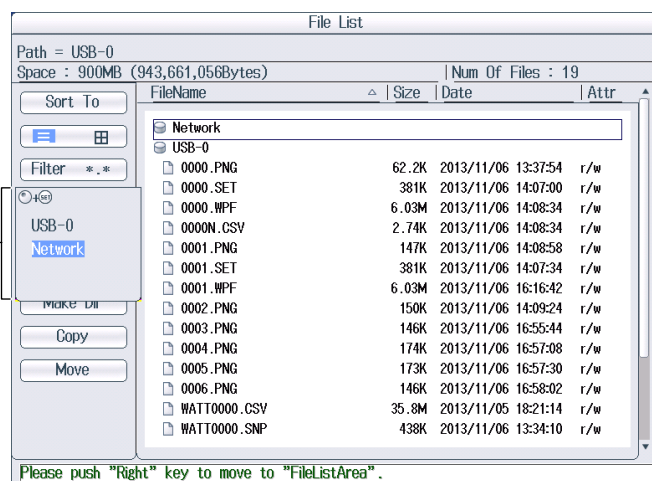 File List
Path = USB-0
Space : 900MB (943,661,056Bytes) Num Of Files : 19
Sort To
FileName Size Date Attr
Network
USB-0
Filter *.*
0000.PNG 62.2K 2013/11/06 13:37:54 r/w
0000.SET 381K 2013/11/06 14:07:00 r/w
0000.WPF 6.03M 2013/11/06 14:08:34 r/w
0000N.CSV 2.74K 2013/11/06 14:08:34 r/w
0001.PNG 147K 2013/11/06 14:08:58 r/w
0001.SET 381K 2013/11/06 14:07:34 r/w
0001.WPF 6.03M 2013/11/06 16:16:42 r/w
0002.PNG 150K 2013/11/06 14:09:24 r/w
0003.PNG 146K 2013/11/06 16:55:44 r/w
0004.PNG 174K 2013/11/06 16:57:08 r/w
0005.PNG 173K 2013/11/06 16:57:30 r/w
0006.PNG 146K 2013/11/06 16:58:02 r/w
WATT0000.CSV 35.8M 2013/11/05 18:21:14 r/w
WATT0000.SNP 438K 2013/11/06 13:34:10 r/w
+SET
USB-0
Network
Make Dir
Copy
Move
Please push "Right" key to move to "FileListArea".